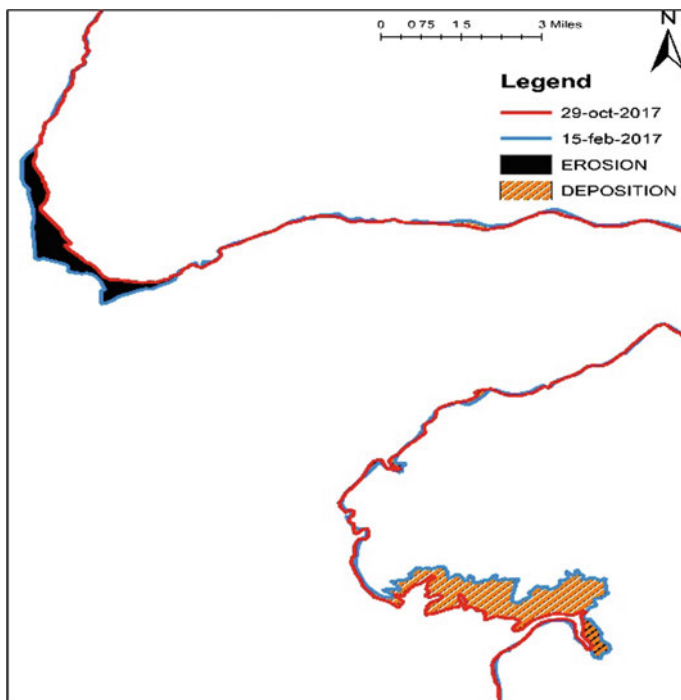 N
0 0.75 1.5 3 Miles
Legend
29-oct-2017
15-feb-2017
EROSION
DEPOSITION